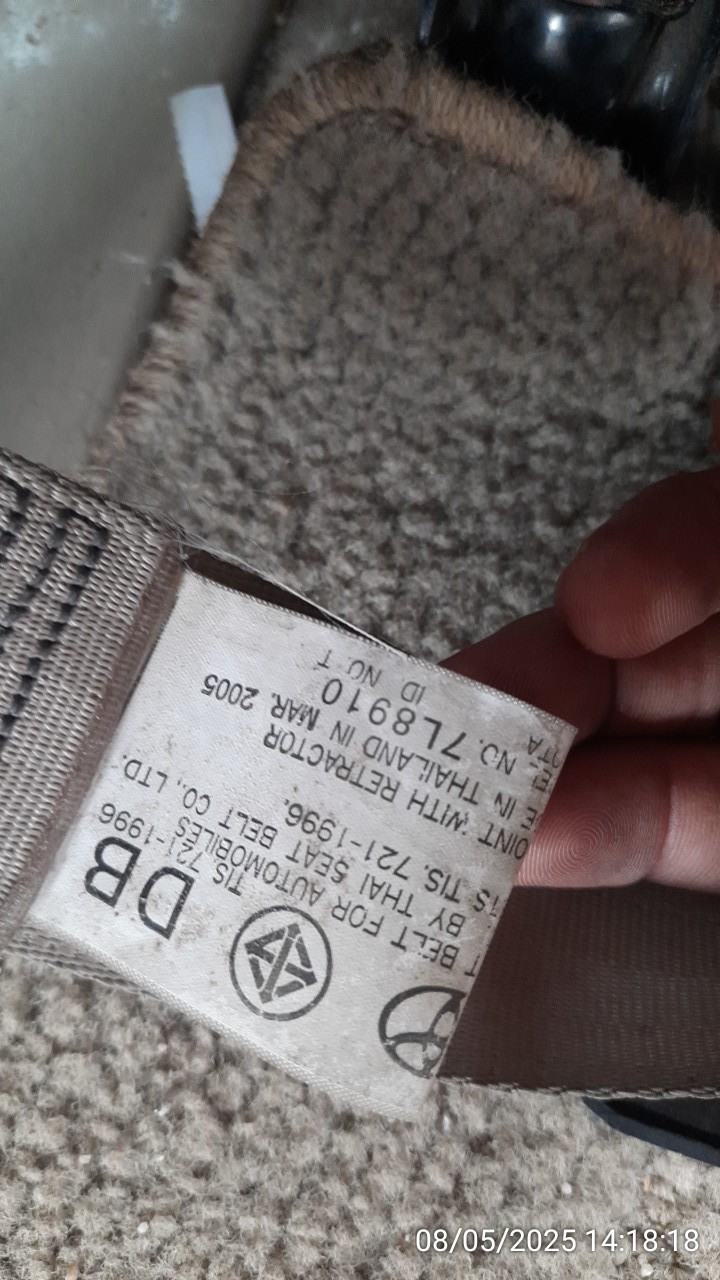 DB
TIS 721-1996
T BELT FOR AUTOMOBILES
BY THAI SEAT BELT CO., LTD.
TIS. 721-1996.
OINT WITH RETRACTOR
E IN THAILAND IN MAR. 2005
NO. 7L8910
OTA ID NO T
08/05/2025 14:18:18